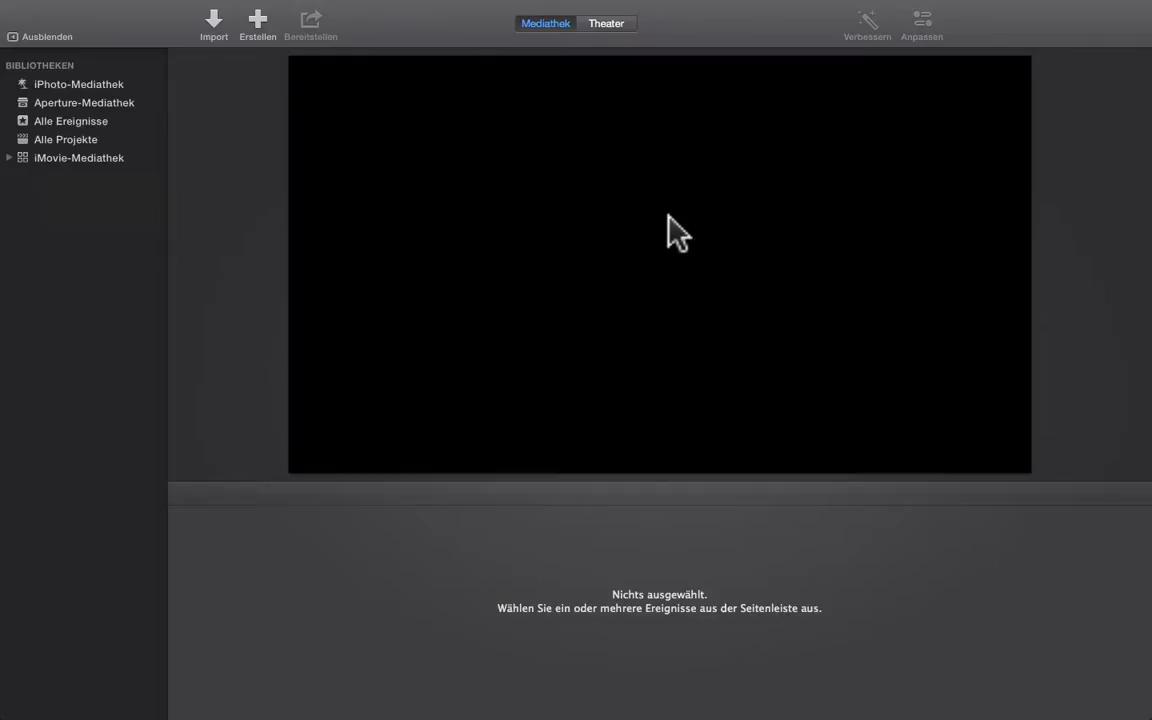 Import
Erstellen
Bereitstellen
Mediathek
Theater
Verbessern
Anpassen
Ausblenden
BIBLIOTHEKEN
iPhoto-Mediathek
Aperture-Mediathek
Alle Ereignisse
Alle Projekte
iMovie-Mediathek
Nichts ausgewählt.
Wählen Sie ein oder mehrere Ereignisse aus der Seitenleiste aus.